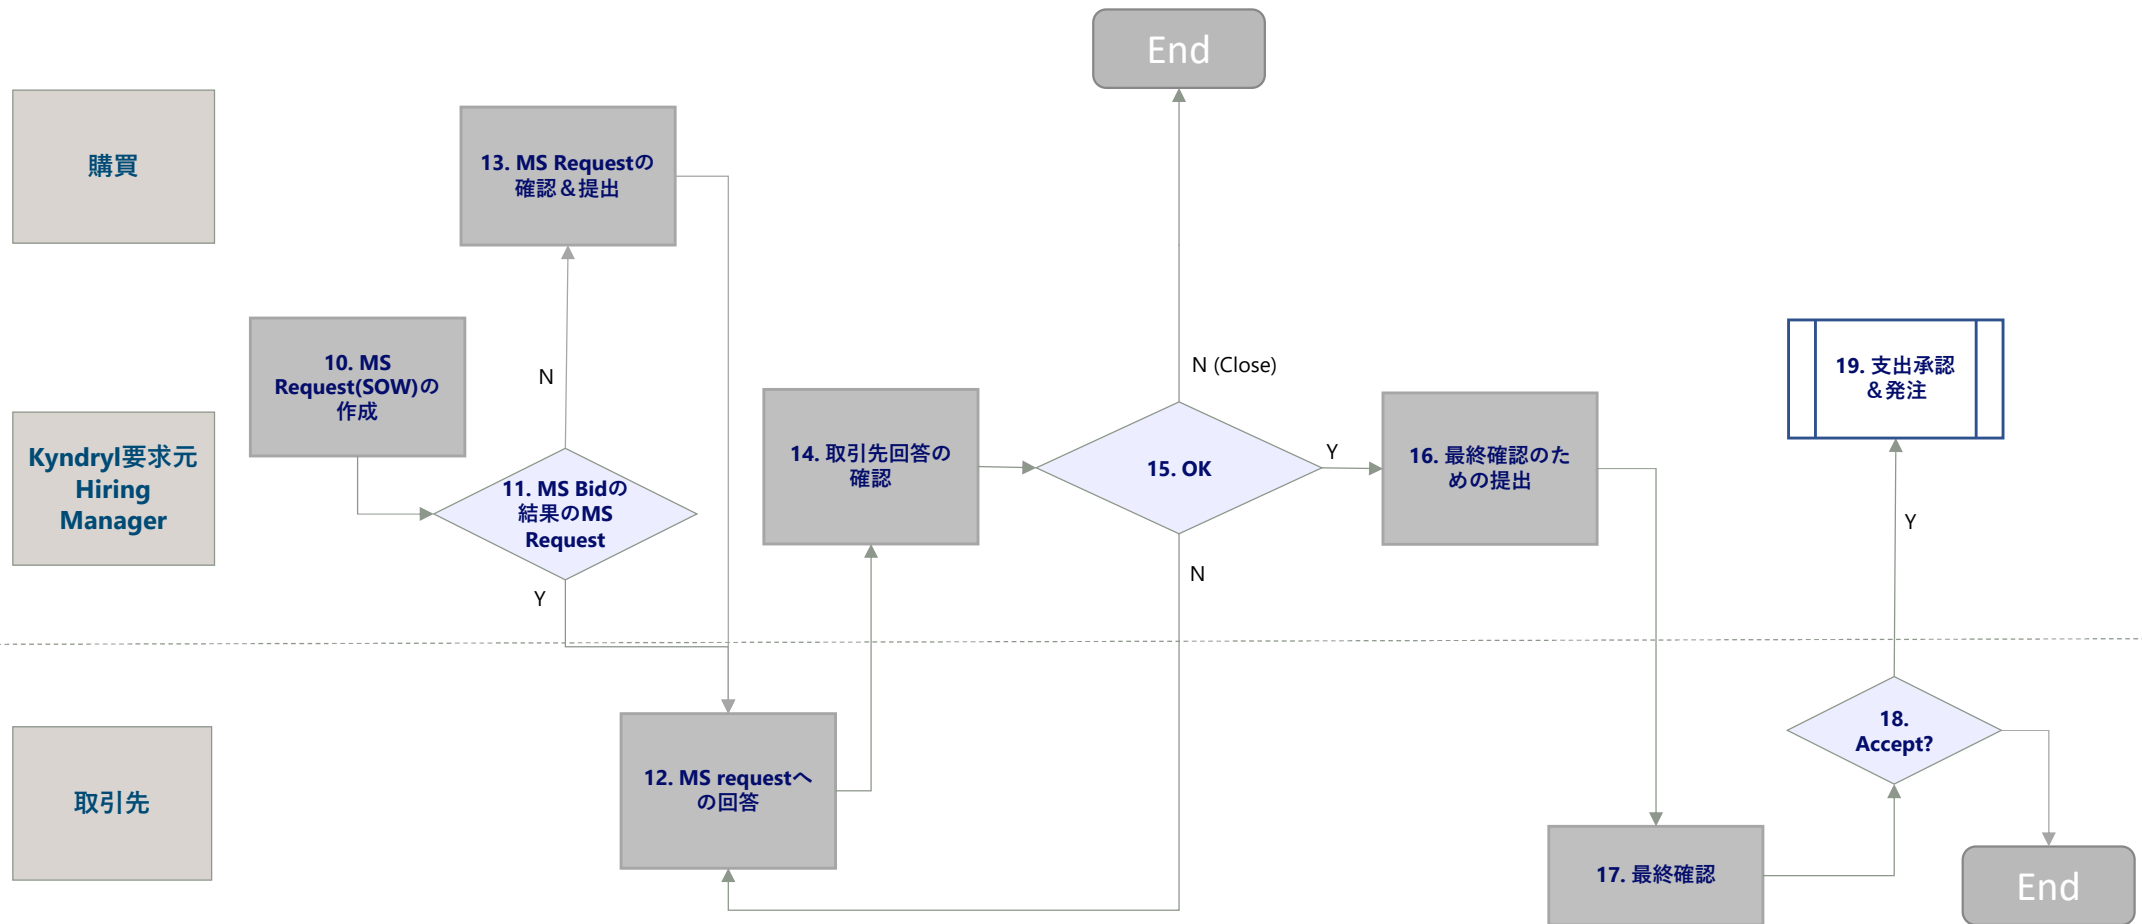 End
購買
13. MS Requestの
確認＆提出
10. MS
Request(SOW)の
作成
N
N (Close)
19. 支出承認
＆発注
Kyndryl要求元
Hiring
Manager
11. MS Bidの
結果のMS
Request
14. 取引先回答の
確認
15. OK
Y
16. 最終確認のた
めの提出
Y
Y
N
取引先
12. MS requestへ
の回答
18.
Accept?
17. 最終確認
End